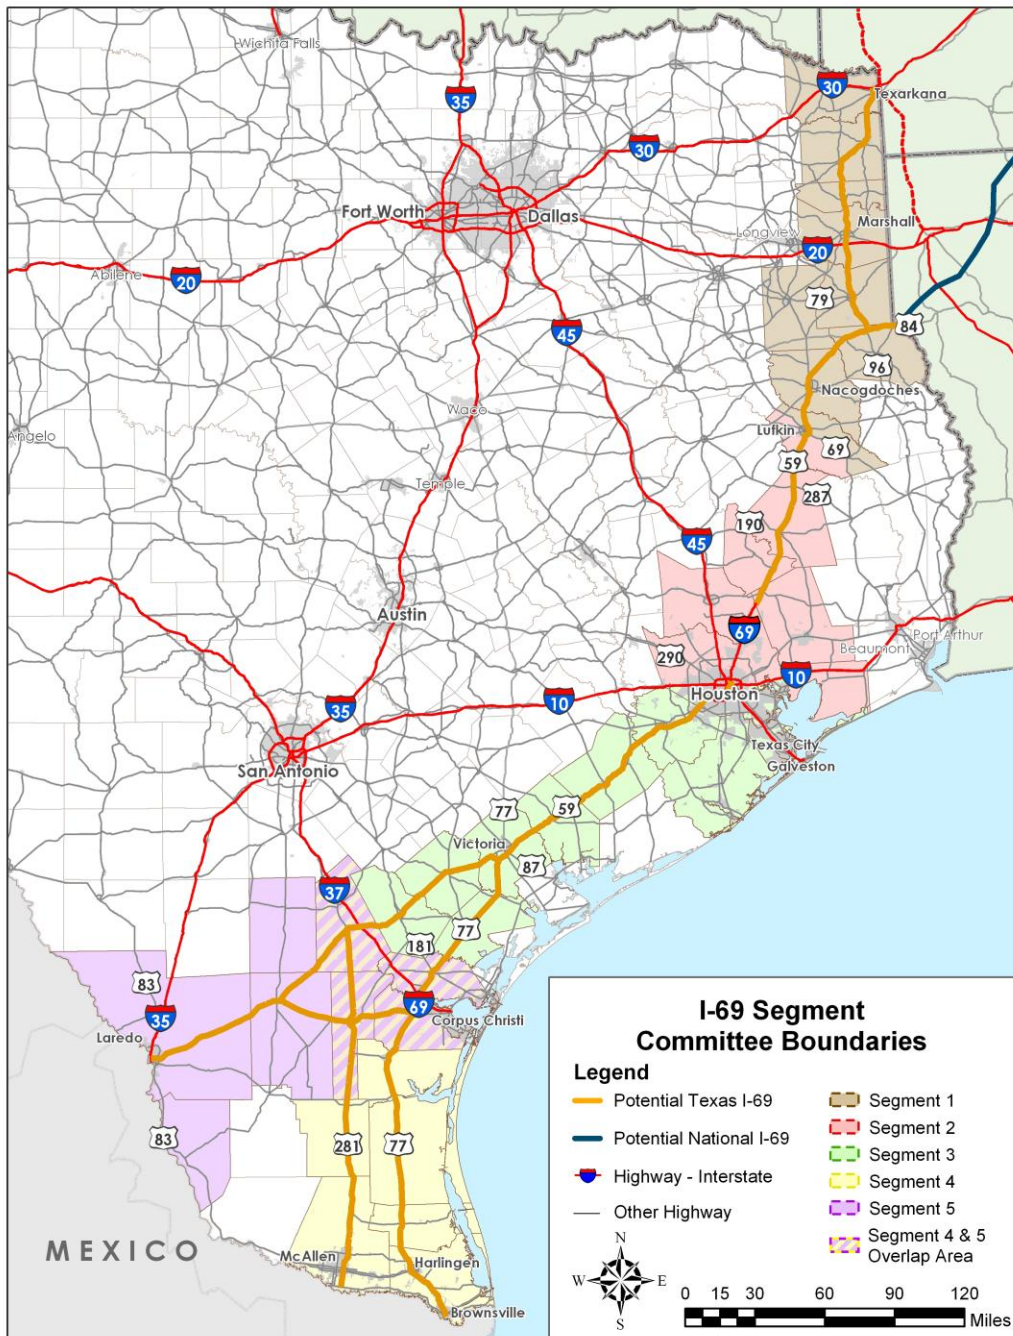 Wichita Falls
35
30
Texarkana
30
Fort Worth
Dallas
Longview
Marshall
20
Abilene
20
79
45
84
96
Nacogdoches
Waco
Angelo
Lufkin
69
59
Temple
287
190
45
Austin
69
Port Arthur
Beaumont
290
10
Houston
35
10
Texas City
Galveston
San Antonio
77
59
Victoria
87
37
77
181
83
69
35
Corpus Christi
Laredo
83
281
77
MEXICO
McAllen
Harlingen
Brownsville
I-69 Segment
Committee Boundaries
Legend
Potential Texas I-69
Potential National I-69
Highway - Interstate
Other Highway
Segment 1
Segment 2
Segment 3
Segment 4
Segment 5
Segment 4 & 5
Overlap Area
N
W E
S
0 15 30 60 90 120
Miles